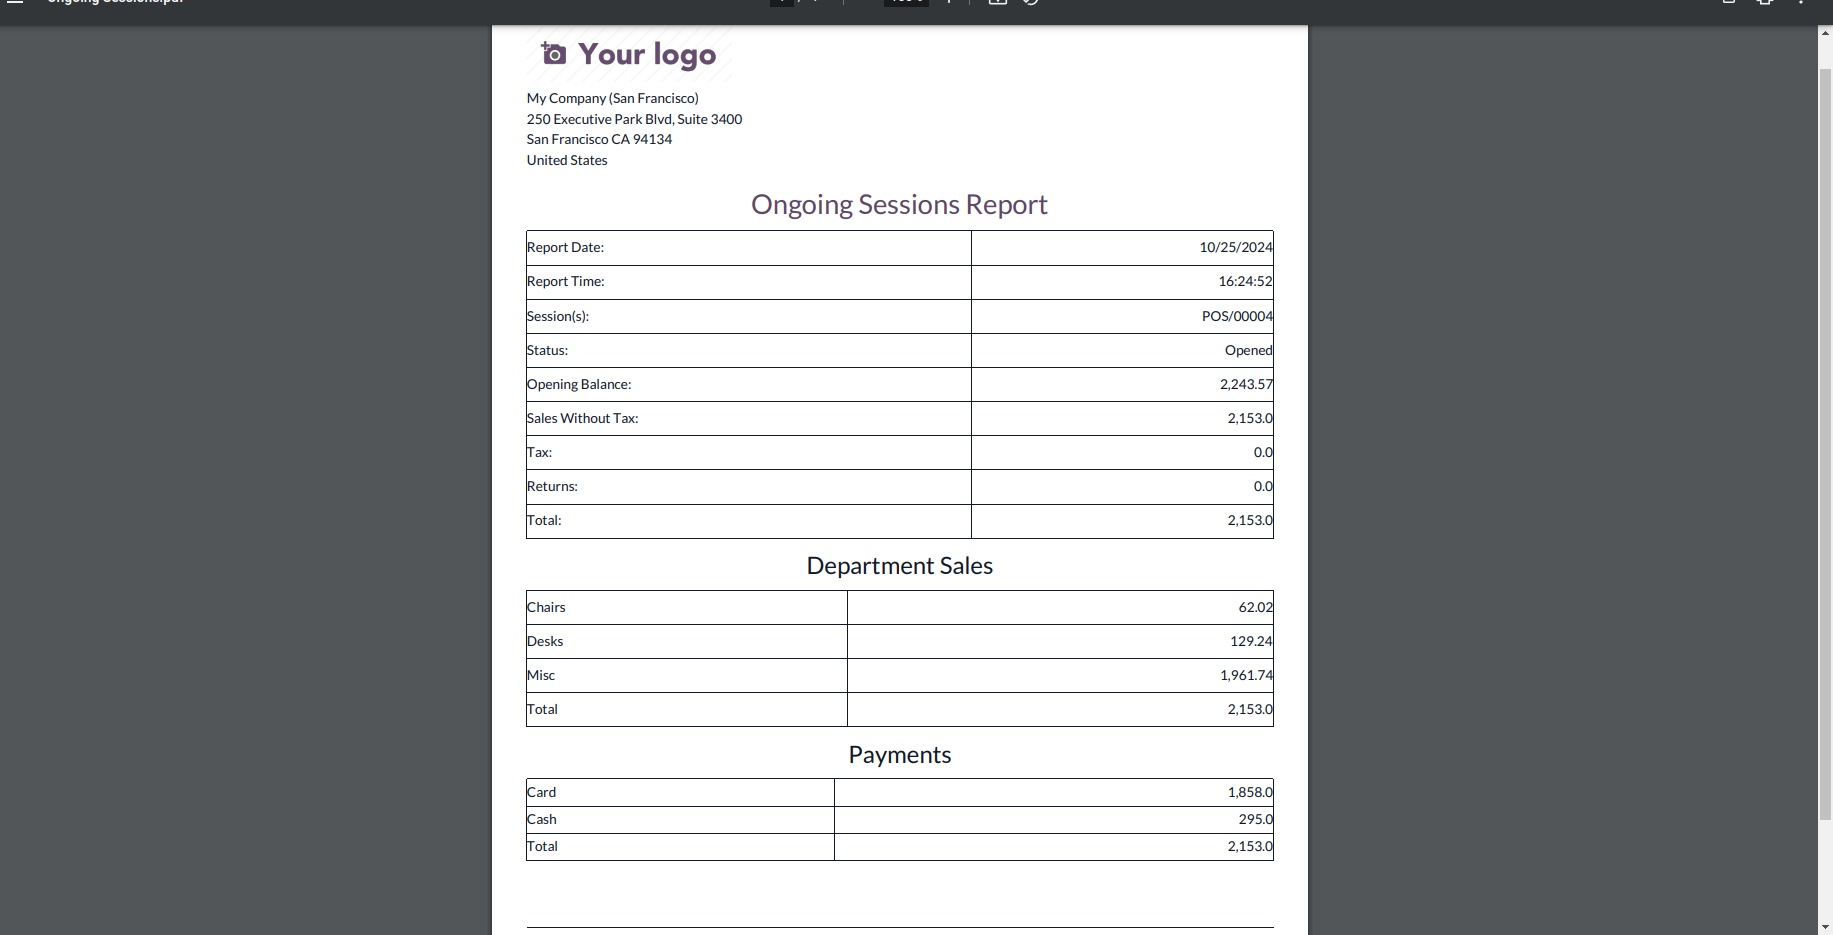 Your logo
My Company (San Francisco)
250 Executive Park Blvd, Suite 3400
San Francisco CA 94134
United States
Ongoing Sessions Report
Report Date: 10/25/2024
Report Time: 16:24:52
Session(s): POS/00004
Status: Opened
Opening Balance: 2,243.57
Sales Without Tax: 2,153.0
Tax: 0.0
Returns: 0.0
Total: 2,153.0
Department Sales
Chairs 62.02
Desks 129.24
Misc 1,961.74
Total 2,153.0
Payments
Card 1,858.0
Cash 295.0
Total 2,153.0